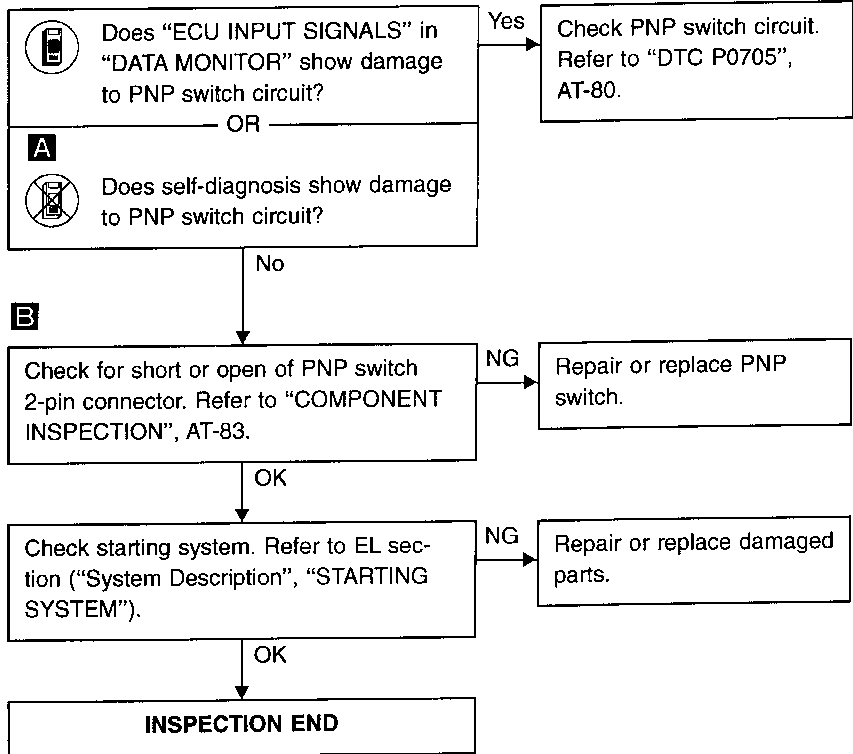 Does “ECU INPUT SIGNALS” in
“DATA MONITOR” show damage
to PNP switch circuit?
Yes
Check PNP switch circuit.
Refer to “DTC P0705”,
AT-80.
OR
A
Does self-diagnosis show damage
to PNP switch circuit?
No
B
Check for short or open of PNP switch
2-pin connector. Refer to “COMPONENT
INSPECTION”, AT-83.
NG
Repair or replace PNP
switch.
OK
Check starting system. Refer to EL sec-
tion (“System Description”, “STARTING
SYSTEM”).
NG
Repair or replace damaged
parts.
OK
INSPECTION END